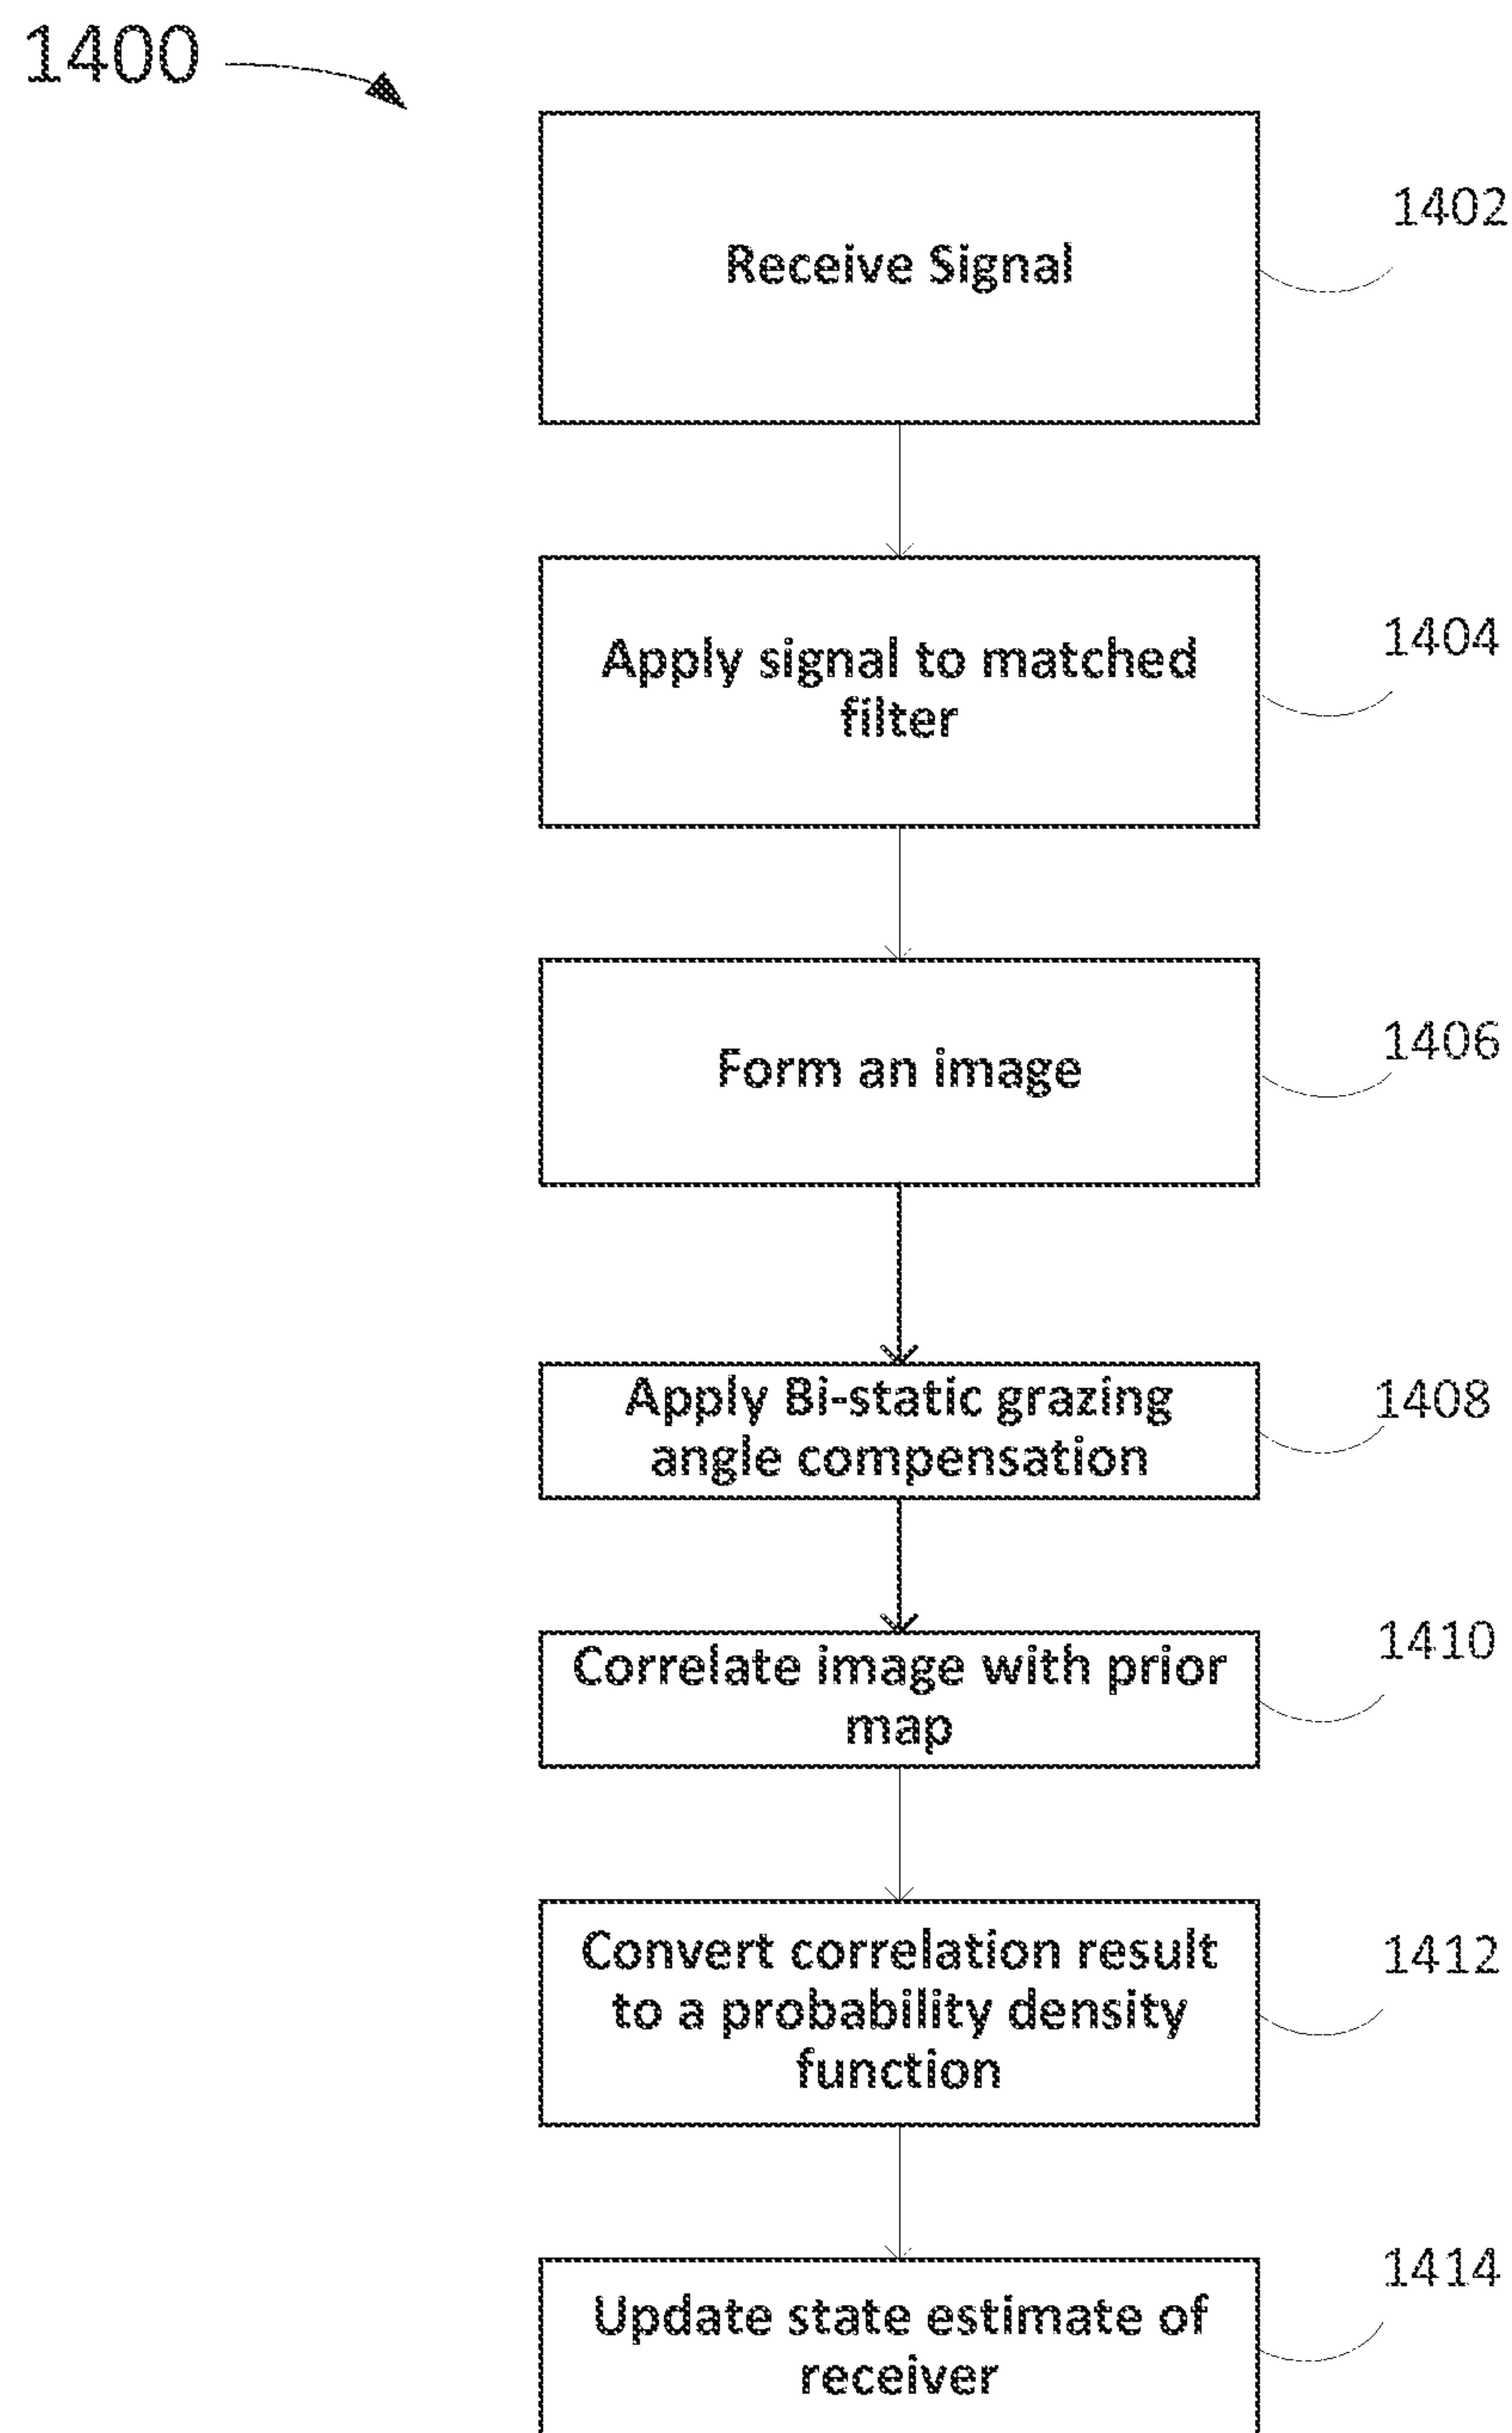 1400
Receive Signal
1402
Apply signal to matched
filter
1404
Form an image
1406
Apply Bi-static grazing
angle compensation
1408
Correlate image with prior
map
1410
Convert correlation result
to a probability density
function
1412
Update state estimate of
receiver
1414